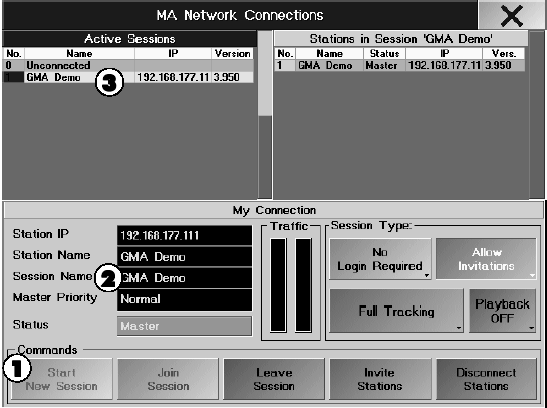 MA Network Connections
Active Sessions
No. Name IP Version
0 Unconnected
1 GMA Demo 192.168.177.11 3.950
3
Stations in Session 'GMA Demo'
No. Name Status IP Vers.
1 GMA Demo Master 192.168.177.11 3.950
My Connection
Station IP 192.168.177.111
Station Name GMA Demo
Session Name 2 GMA Demo
Master Priority Normal
Status Master
Traffic
Session Type:
No Login Required
Allow Invitations
Full Tracking
Playback OFF
Commands
1
Start New Session
Join Session
Leave Session
Invite Stations
Disconnect Stations